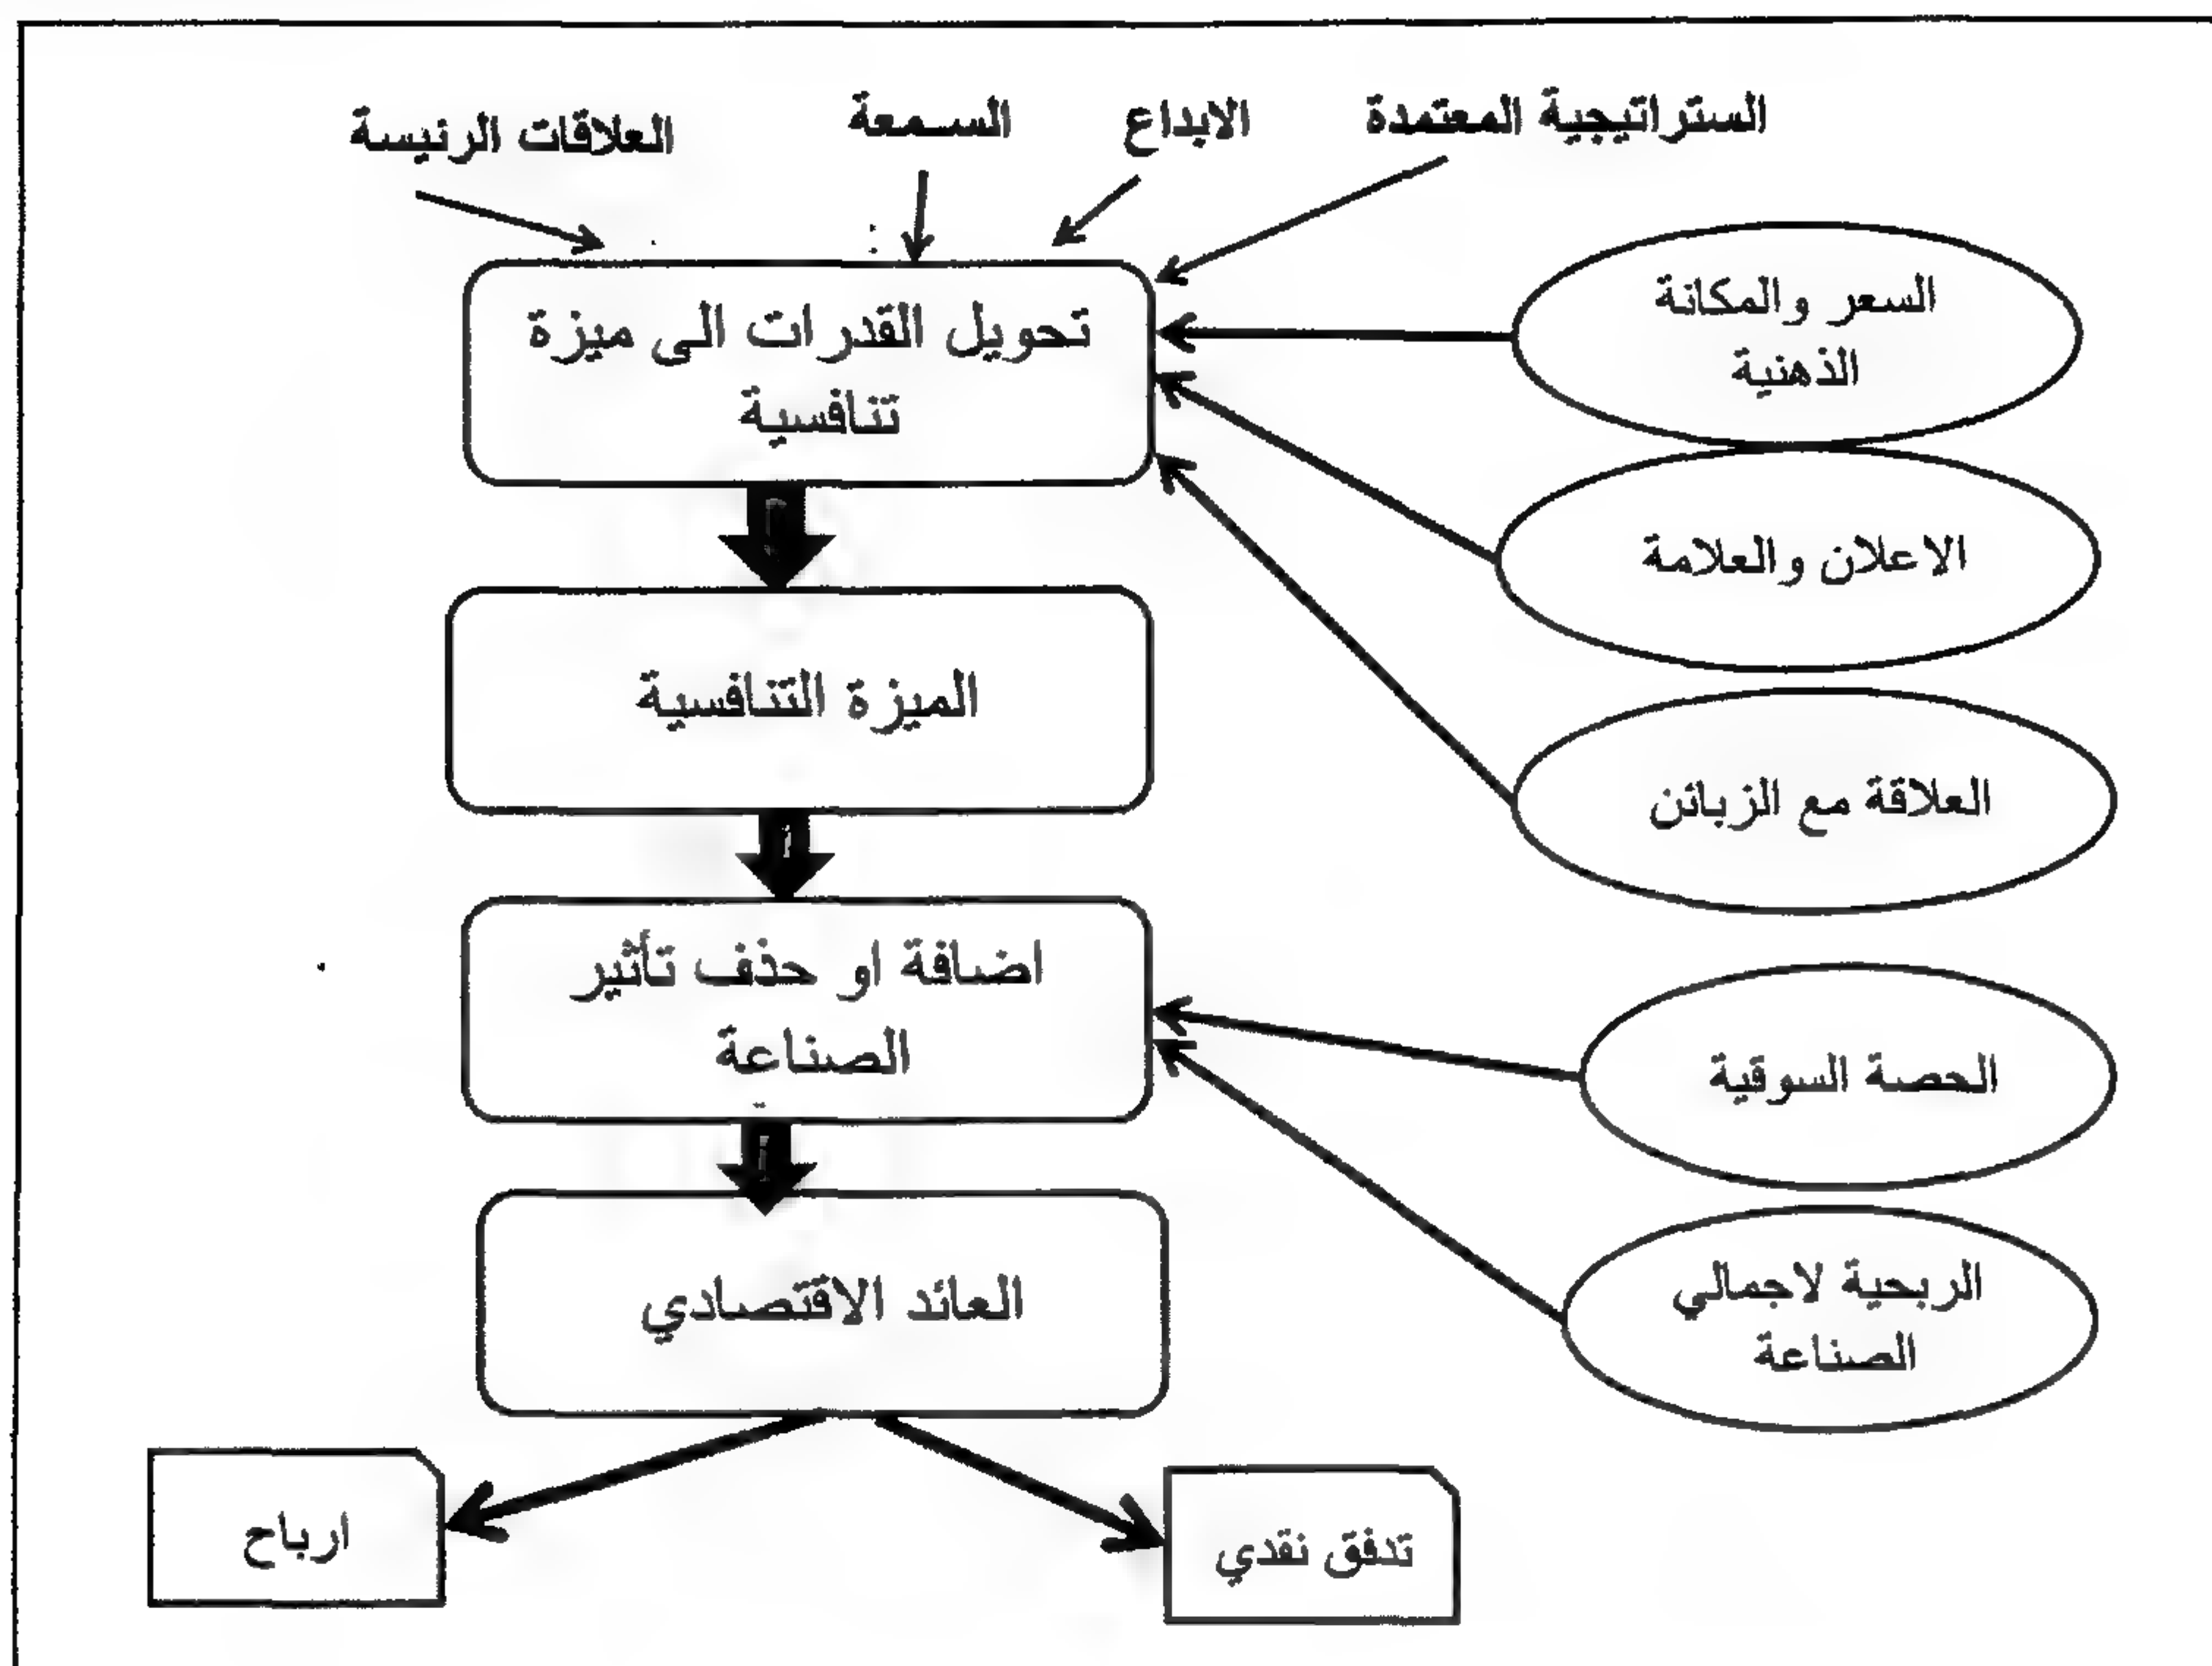 الستراتيجية المعتمدة
الابداع
السمعة
العلاقات الرئيسة
السعر والمكانة
الذهنية
تحويل القدرات الى ميزة
تنافسية
الاعلان والعلامة
الميزة التنافسية
العلاقة مع الزبائن
اضافة او حذف تأثير
الصناعة
الحصة السوقية
العائد الاقتصادي
الربحية لاجمالي
الصناعة
تدفق نقدي
ارباح